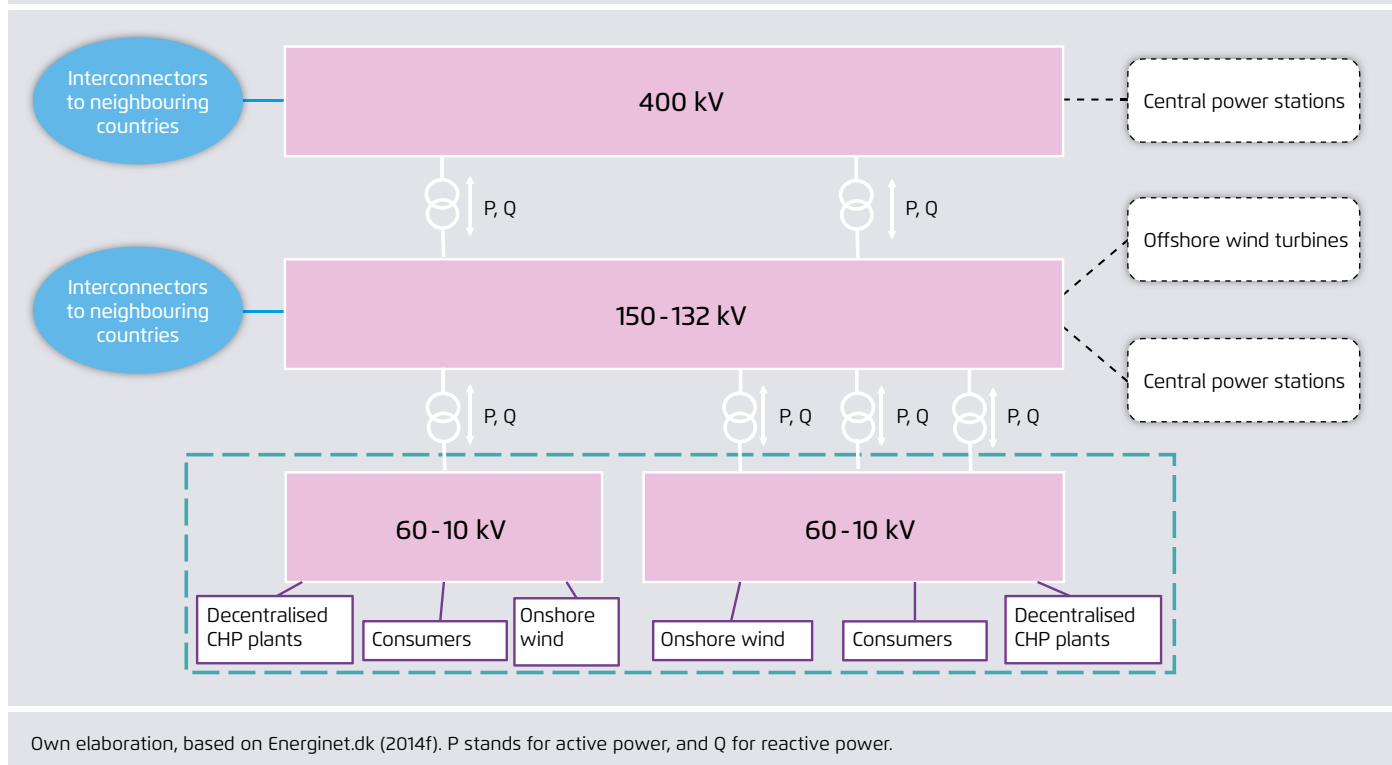 Interconnectors
to neighbouring
countries
400 kV
Central power stations
P, Q
P, Q
Offshore wind turbines
Interconnectors
to neighbouring
countries
150-132 kV
Central power stations
P, Q
P, Q
P, Q
P, Q
60-10 kV
60-10 kV
Decentralised
CHP plants
Consumers
Onshore
wind
Onshore wind
Consumers
Decentralised
CHP plants
Own elaboration, based on Energinet.dk (2014f). P stands for active power, and Q for reactive power.